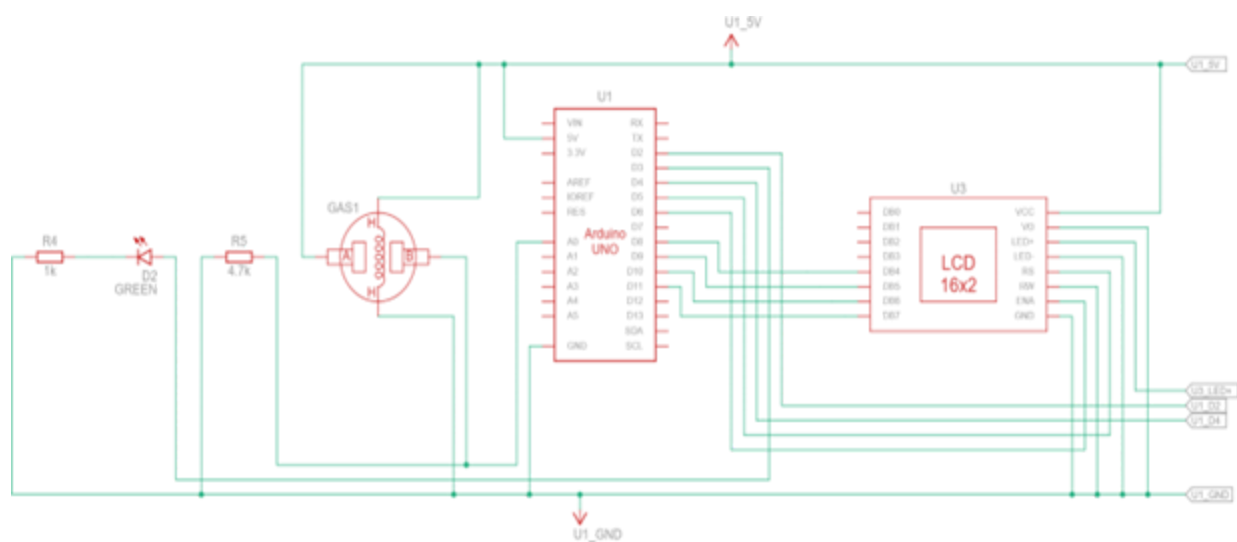 U1_5V
U1_5V
U1
VIN
5V
3.3V
AREF
IOREF
RES
A0
A1
A2
A3
A4
A5
GND
RX
TX
D2
D3
D4
D5
D6
D7
D8
D9
D10
D11
D12
D13
SDA
SCL
Arduino
UNO
GAS1
H
A
B
H
R4
1k
D2
GREEN
R5
4.7k
U3
DB0
DB1
DB2
DB3
DB4
DB5
DB6
DB7
LCD
16x2
VCC
VO
LED+
LED-
RS
RW
ENA
GND
U3_LED+
U1_D2
U1_D4
U1_GND
U1_GND